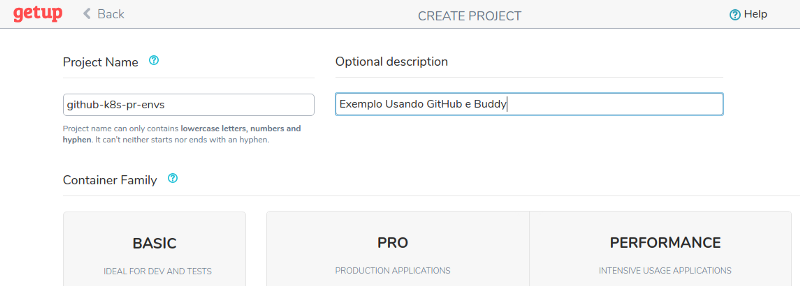 getup Back CREATE PROJECT Help
Project Name Optional description
github-k8s-pr-envs Exemplo Usando GitHub e Buddy
Project name can only contains lowercase letters, numbers and
hyphen. It can't neither starts nor ends with an hyphen.
Container Family
BASIC PRO PERFORMANCE
IDEAL FOR DEV AND TESTS PRODUCTION APPLICATIONS INTENSIVE USAGE APPLICATIONS